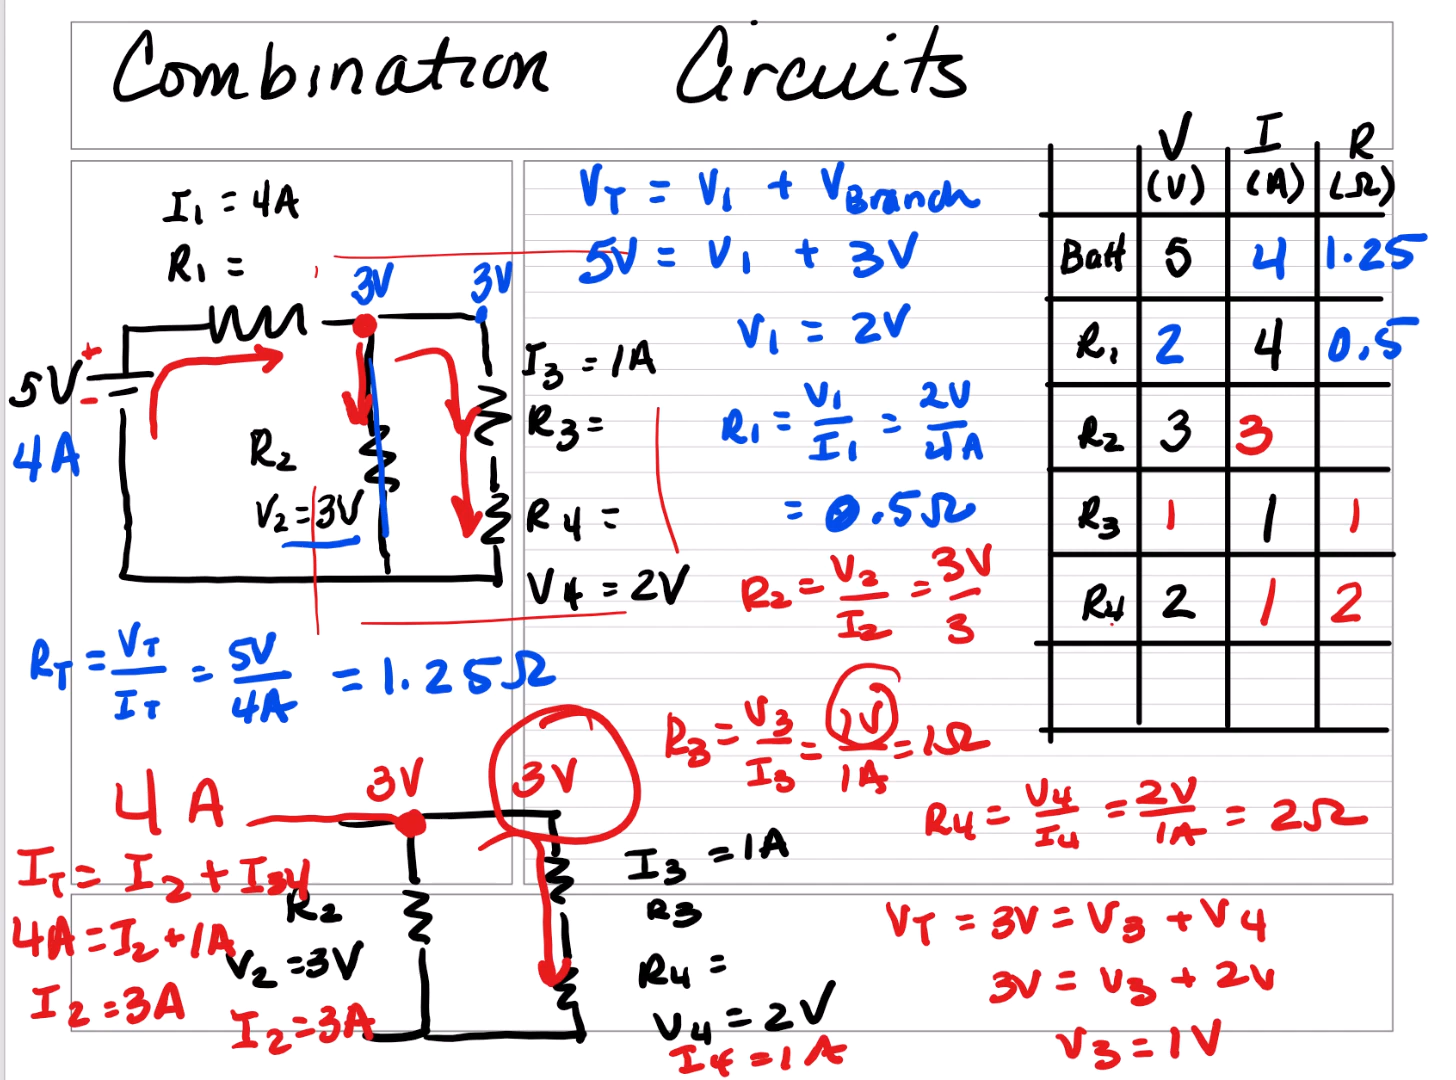 Combination Circuits
I₁ = 4A
R₁ =
3V 3V
5V
+
-
4A
R₂
V₂ = 3V
I₃ = 1A
R₃ =
R₄ =
V₄ = 2V
R_T = V_T / I_T = 5V / 4A = 1.25Ω
V_T = V₁ + V_Branch
5V = V₁ + 3V
V₁ = 2V
R₁ = V₁ / I₁ = 2V / 4A
= 0.5Ω
R₂ = V₂ / I₂ = 3V / 3
R₃ = V₃ / I₃ = 1V / 1A = 1Ω
R₄ = V₄ / I₄ = 2V / 1A = 2Ω
V (V) I (A) R (Ω)
Batt 5 4 1.25
R₁ 2 4 0.5
R₂ 3 3
R₃ 1 1 1
R₄ 2 1 2
4A
3V 3V
I_T = I₂ + I₃₄
4A = I₂ + 1A
I₂ = 3A
R₂
V₂ = 3V
I₂ = 3A
I₃ = 1A
R₃
R₄ =
V₄ = 2V
I₄ = 1A
V_T = 3V = V₃ + V₄
3V = V₃ + 2V
V₃ = 1V